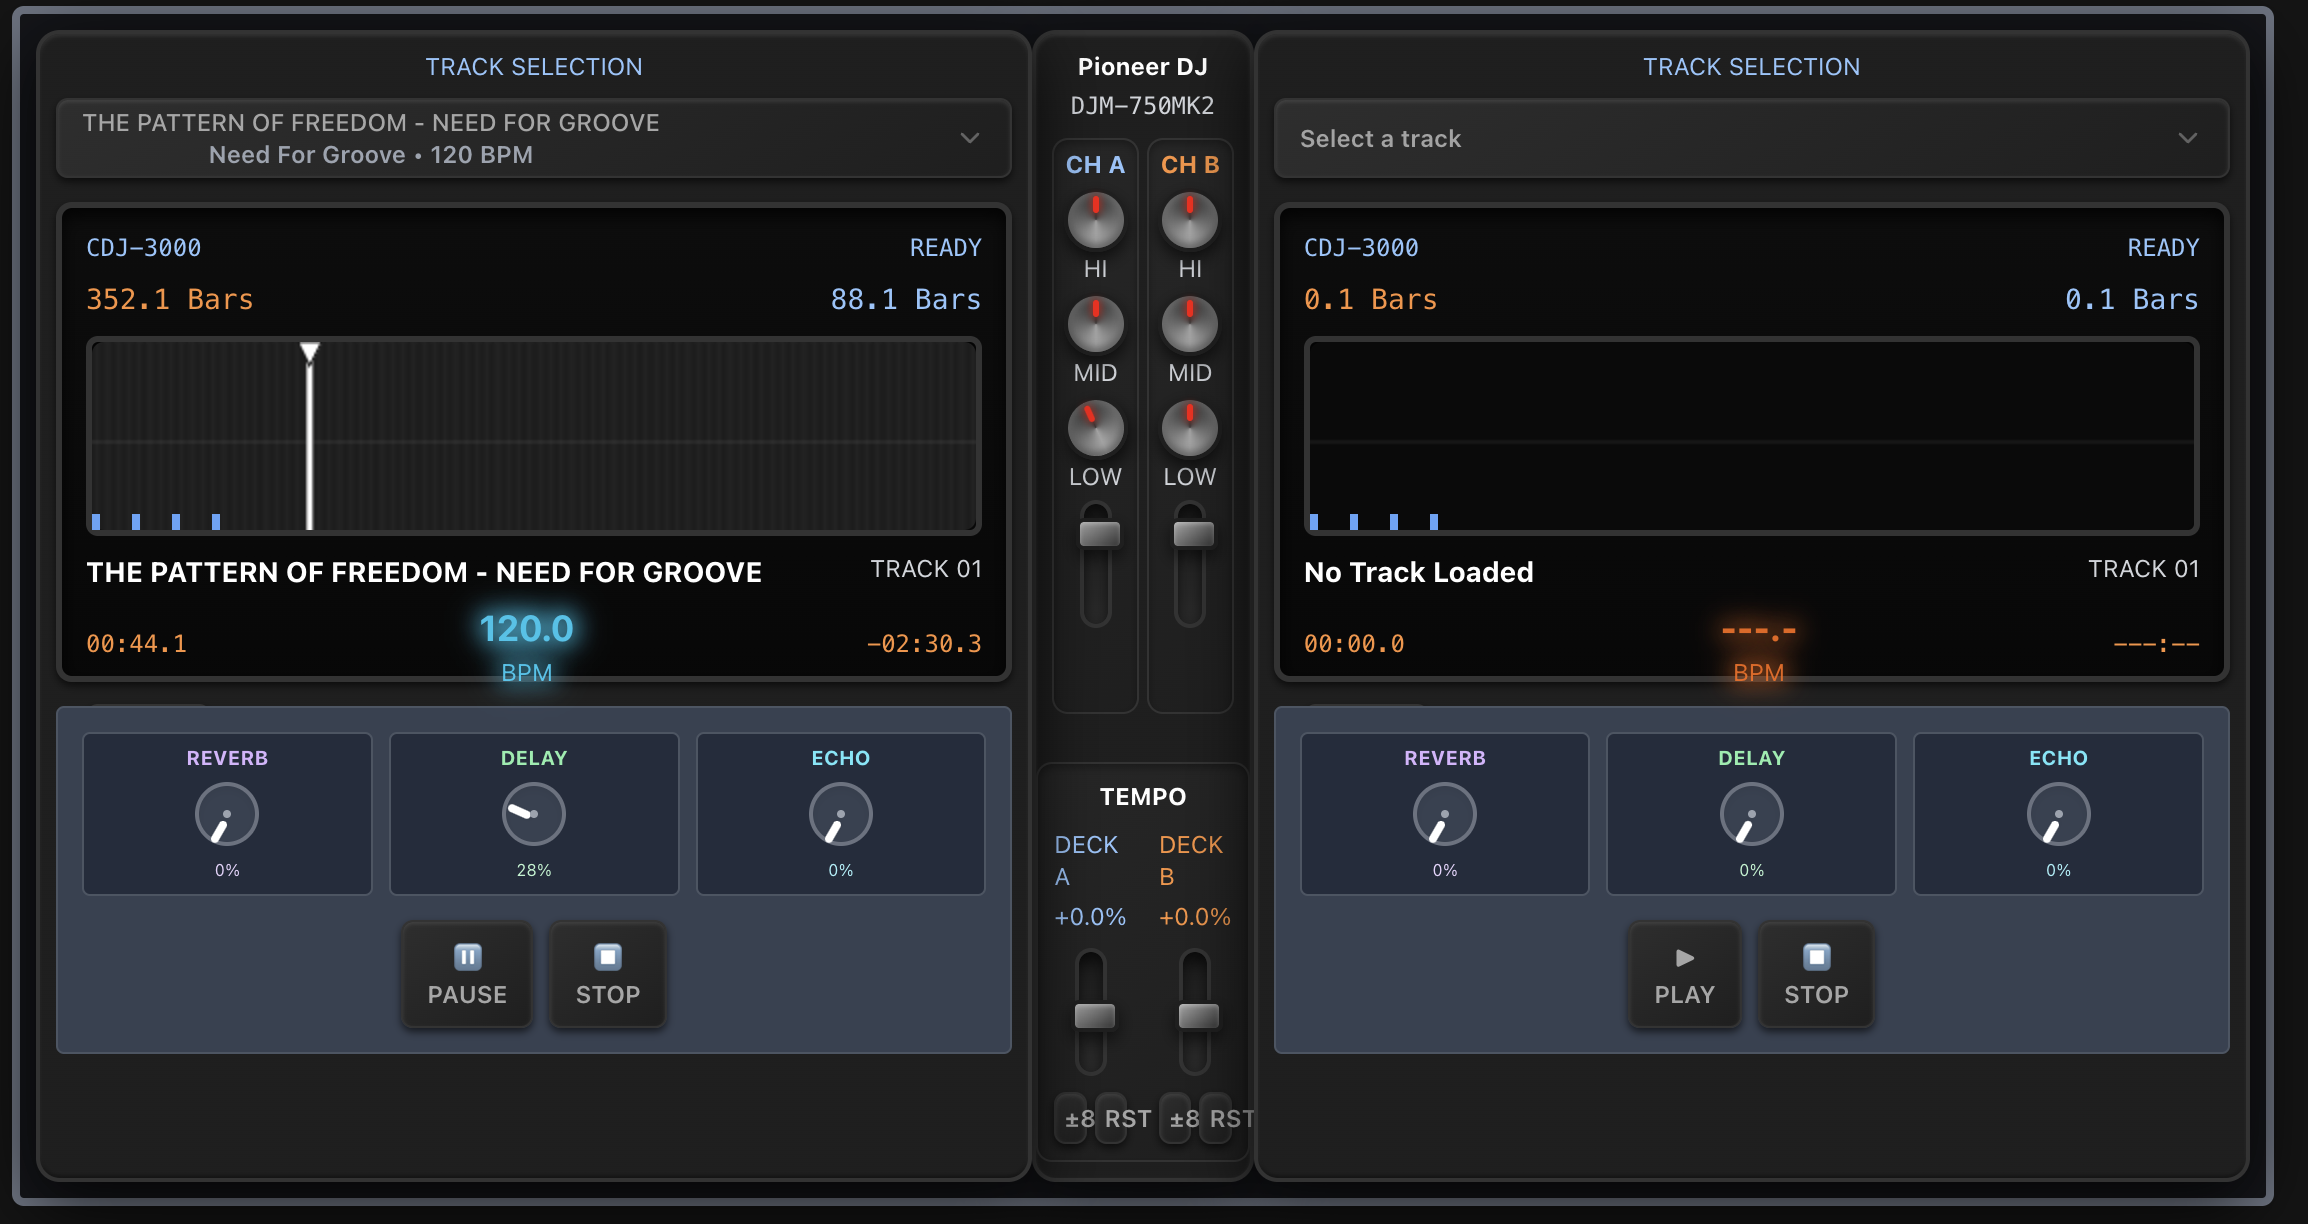 TRACK SELECTION
THE PATTERN OF FREEDOM - NEED FOR GROOVE
Need For Groove • 120 BPM
CDJ-3000
READY
352.1 Bars
88.1 Bars
THE PATTERN OF FREEDOM - NEED FOR GROOVE
TRACK 01
00:44.1
120.0
BPM
-02:30.3
REVERB
0%
DELAY
28%
ECHO
0%
PAUSE
STOP
Pioneer DJ
DJM-750MK2
CH A
HI
MID
LOW
CH B
HI
MID
LOW
TEMPO
DECK
A
+0.0%
±8
RST
DECK
B
+0.0%
±8
RST
TRACK SELECTION
Select a track
CDJ-3000
READY
0.1 Bars
0.1 Bars
No Track Loaded
TRACK 01
00:00.0
---.-
BPM
---:--
REVERB
0%
DELAY
0%
ECHO
0%
PLAY
STOP